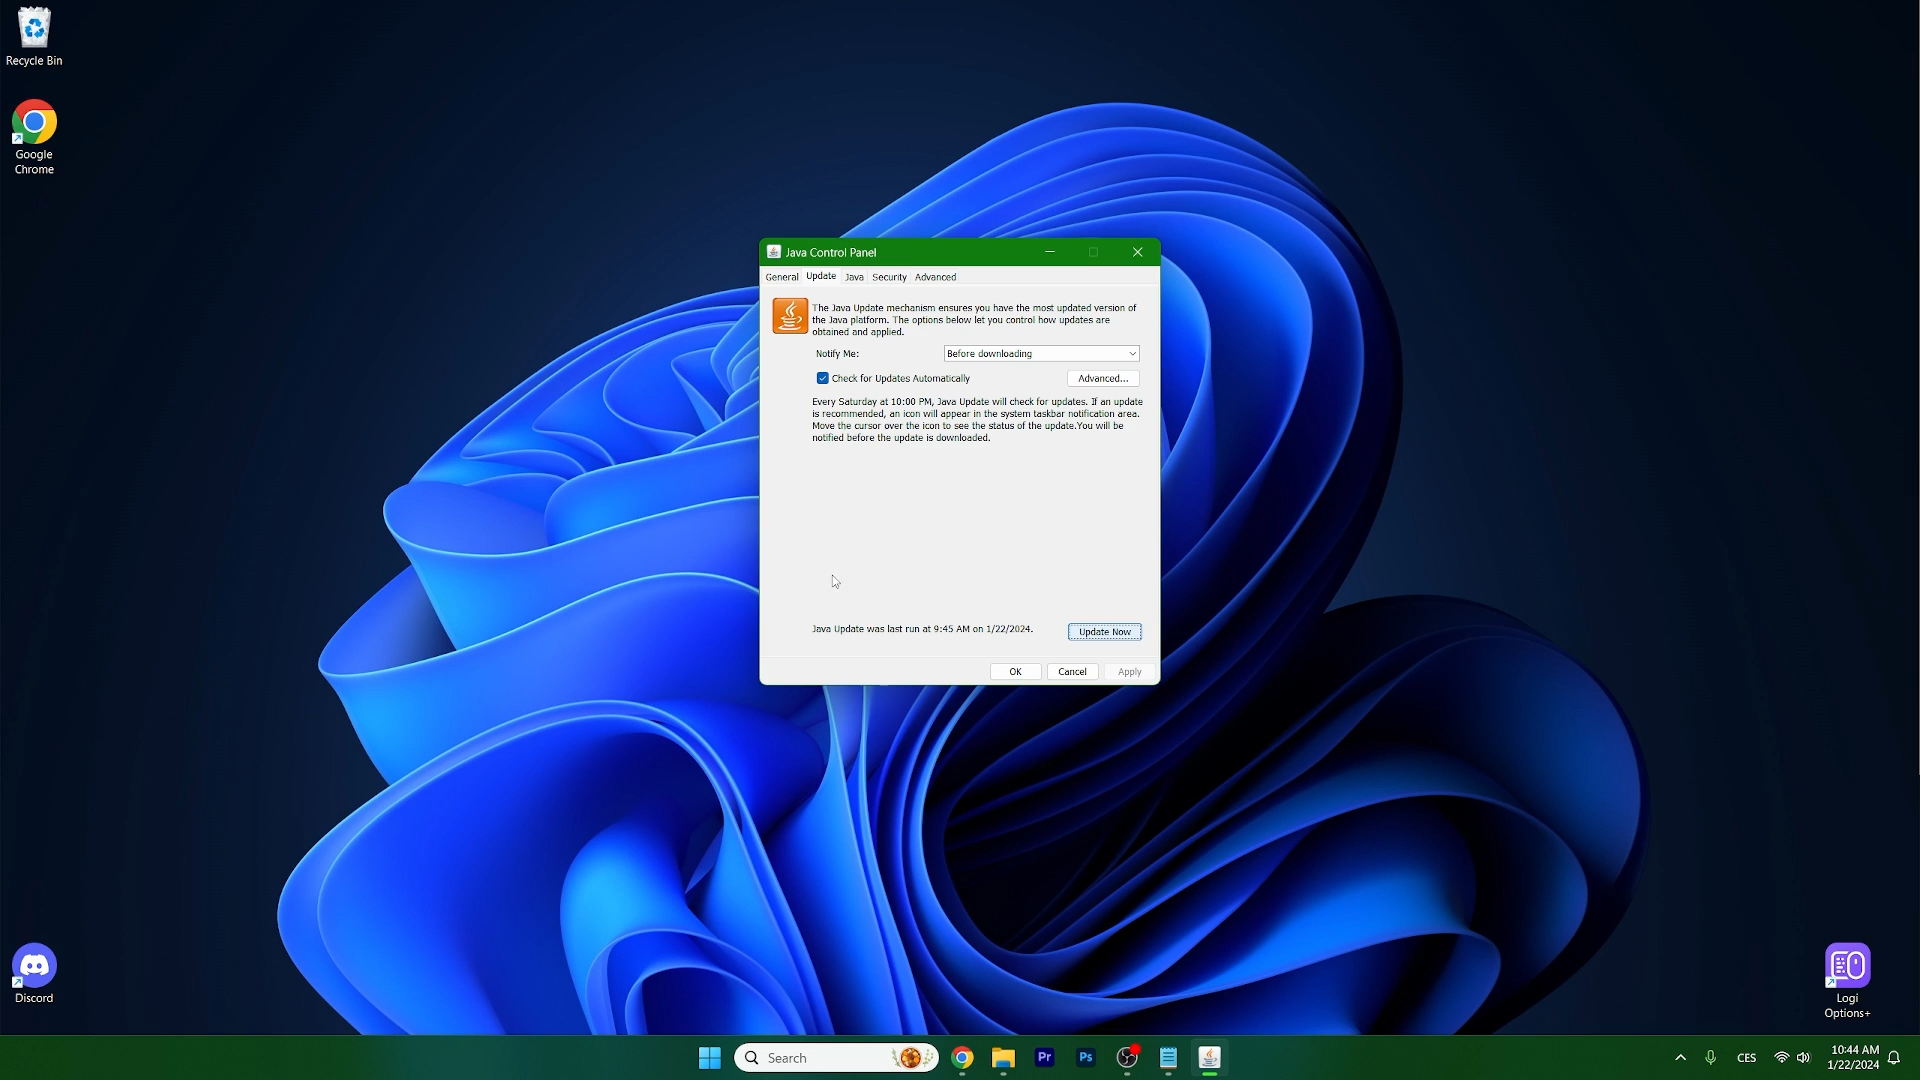 Recycle Bin
Google
Chrome
Java Control Panel
General Update Java Security Advanced
The Java Update mechanism ensures you have the most updated version of
the Java platform. The options below let you control how updates are
obtained and applied.
Notify Me: Before downloading
Check for Updates Automatically Advanced...
Every Saturday at 10:00 PM, Java Update will check for updates. If an update
is recommended, an icon will appear in the system taskbar notification area.
Move the cursor over the icon to see the status of the update.You will be
notified before the update is downloaded.
Java Update was last run at 9:45 AM on 1/22/2024. Update Now
OK Cancel Apply
Discord
Logi
Options+
Search
Pr
Ps
CES
10:44 AM
1/22/2024